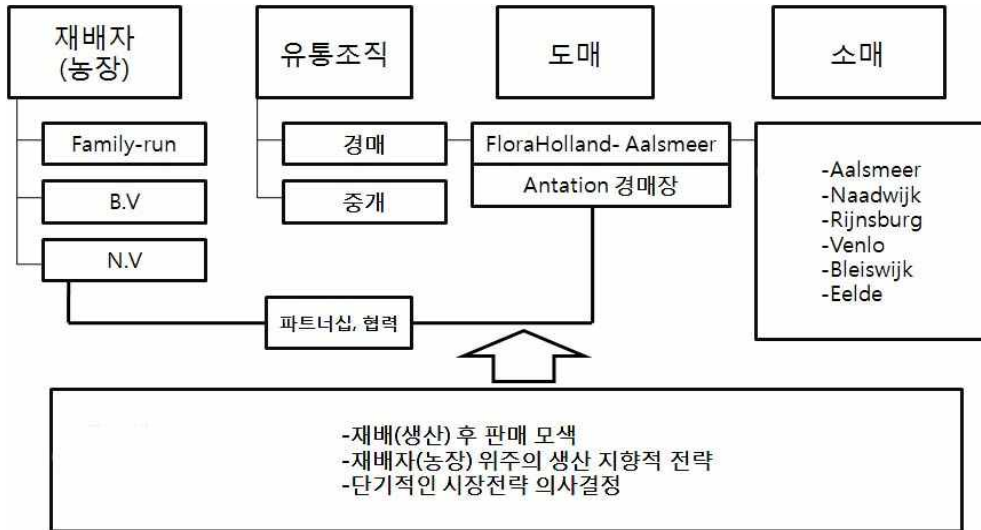 재배자
(농장)
유통조직
도매
소매
Family-run
B.V
N.V
경매
중개
FloraHolland- Aalsmeer
Antation 경매장
-Aalsmeer
-Naadwijk
-Rijnsburg
-Venlo
-Bleiswijk
-Eelde
파트너십, 협력
-재배(생산) 후 판매 모색
-재배자(농장) 위주의 생산 지향적 전략
-단기적인 시장전략 의사결정